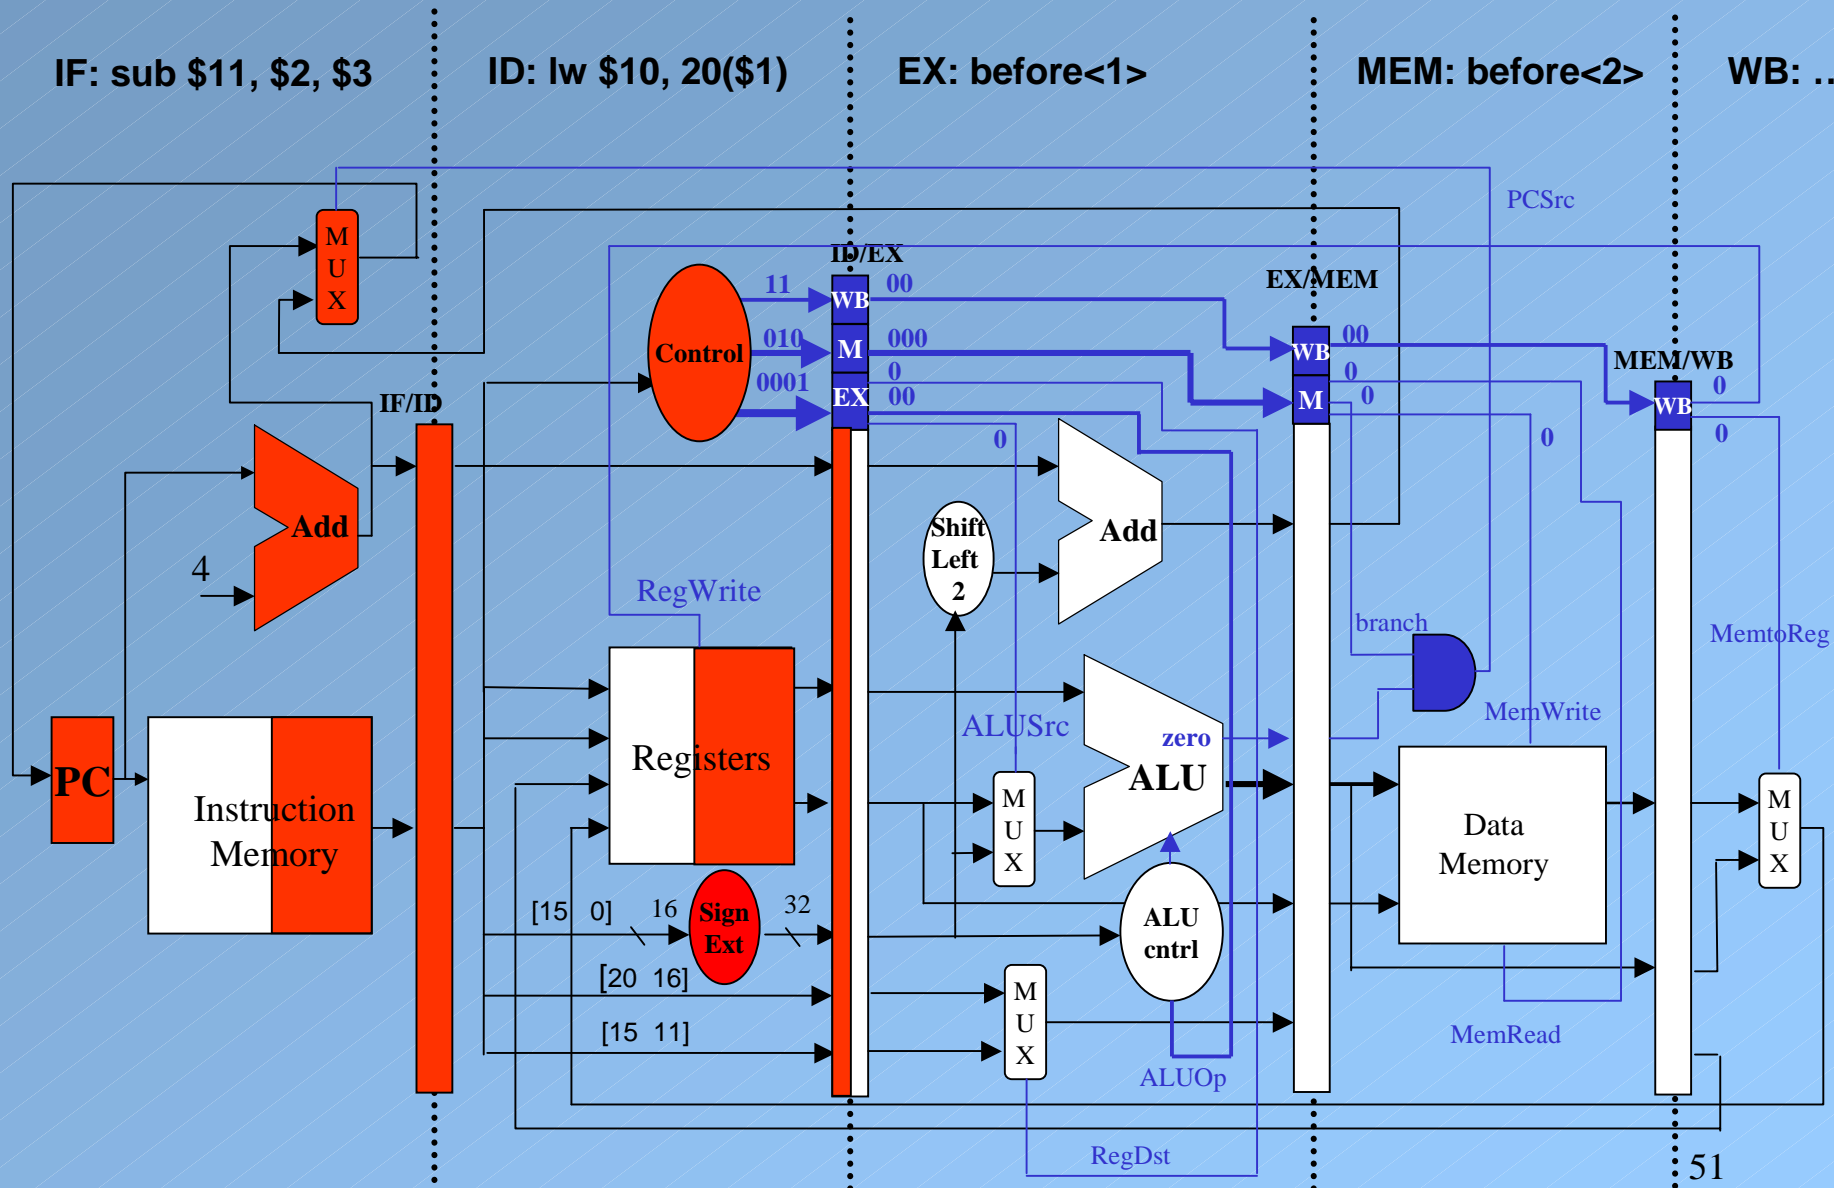 IF: sub $11, $2, $3
ID: lw $10, 20($1)
EX: before<1>
MEM: before<2>
WB: ..
PCSrc
M
U
X
ID/EX
EX/MEM
MEM/WB
IF/ID
Control
11
010
0001
WB
M
EX
00
000
0
00
0
WB
M
00
0
0
0
WB
0
0
Add
4
Shift
Left
2
Add
RegWrite
branch
MemtoReg
MemWrite
ALUSrc
zero
ALU
PC
Instruction
Memory
Registers
M
U
X
Data
Memory
M
U
X
[15 0]
16
Sign
Ext
32
ALU
cntrl
[20 16]
[15 11]
M
U
X
MemRead
ALUOp
RegDst
51